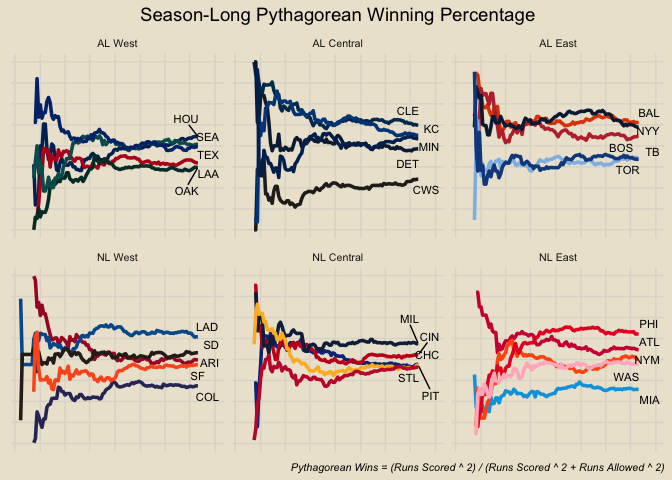 Season-Long Pythagorean Winning Percentage
AL West
AL Central
AL East
HOU
SEA
TEX
LAA
OAK
CLE
KC
MIN
DET
CWS
BAL
NYY
BOS
TB
TOR
NL West
NL Central
NL East
LAD
SD
ARI
SF
COL
MIL
CIN
CHC
STL
PIT
PHI
ATL
NYM
WAS
MIA
Pythagorean Wins = (Runs Scored ^ 2) / (Runs Scored ^ 2 + Runs Allowed ^ 2)